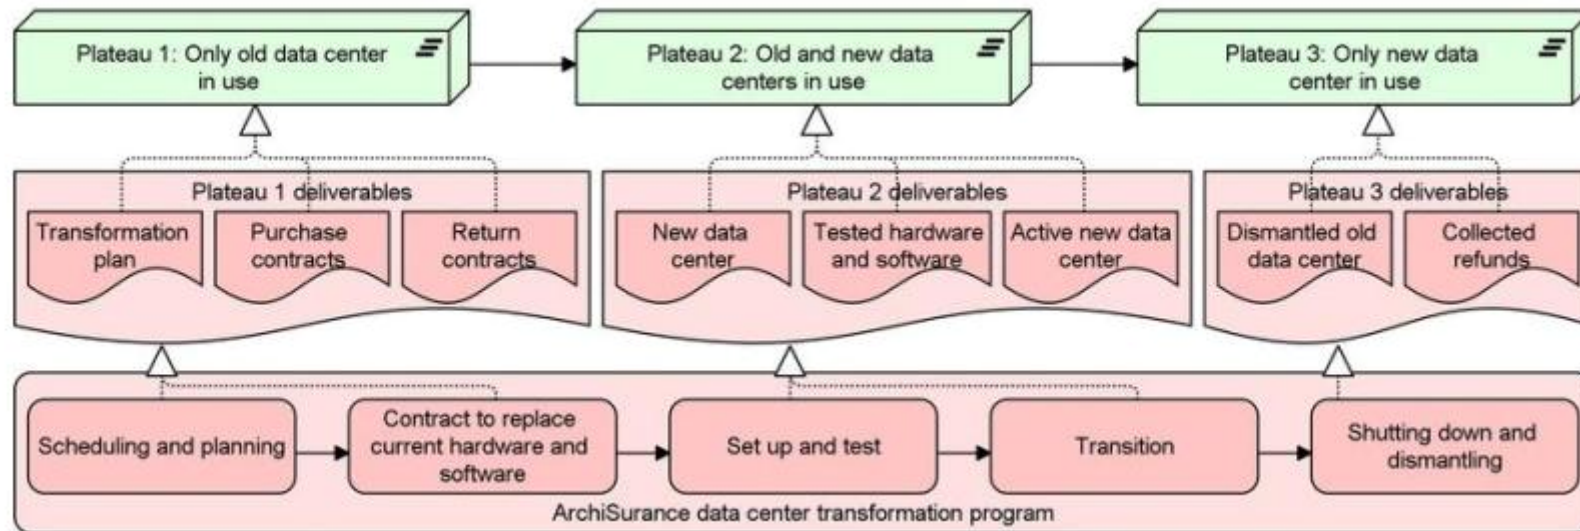 Plateau 1: Only old data center
in use
Plateau 2: Old and new data
centers in use
Plateau 3: Only new data
center in use
Plateau 1 deliverables
Transformation
plan
Purchase
contracts
Return
contracts
Plateau 2 deliverables
New data
center
Tested hardware
and software
Active new data
center
Plateau 3 deliverables
Dismantled old
data center
Collected
refunds
Scheduling and planning
Contract to replace
current hardware and
software
Set up and test
Transition
Shutting down and
dismantling
ArchiSurance data center transformation program